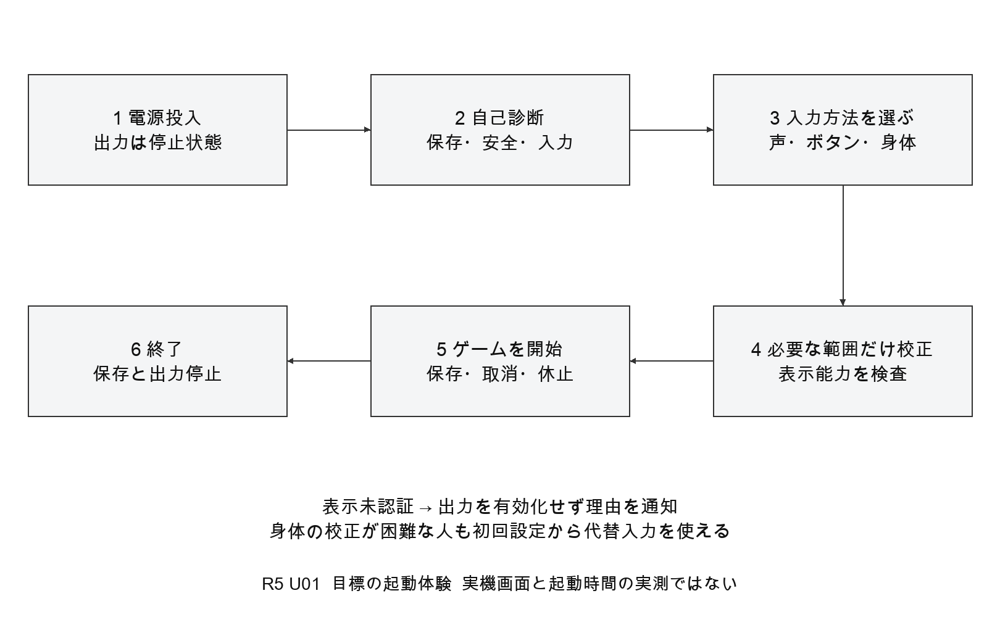 1 電源投入
出力は停止状態
2 自己診断
保存・安全・入力
3 入力方法を選ぶ
声・ボタン・身体
4 必要な範囲だけ校正
表示能力を検査
5 ゲームを開始
保存・取消・休止
6 終了
保存と出力停止
表示未認証 → 出力を有効化せず理由を通知
身体の校正が困難な人も初回設定から代替入力を使える
R5 U01 目標の起動体験 実機画面と起動時間の実測ではない